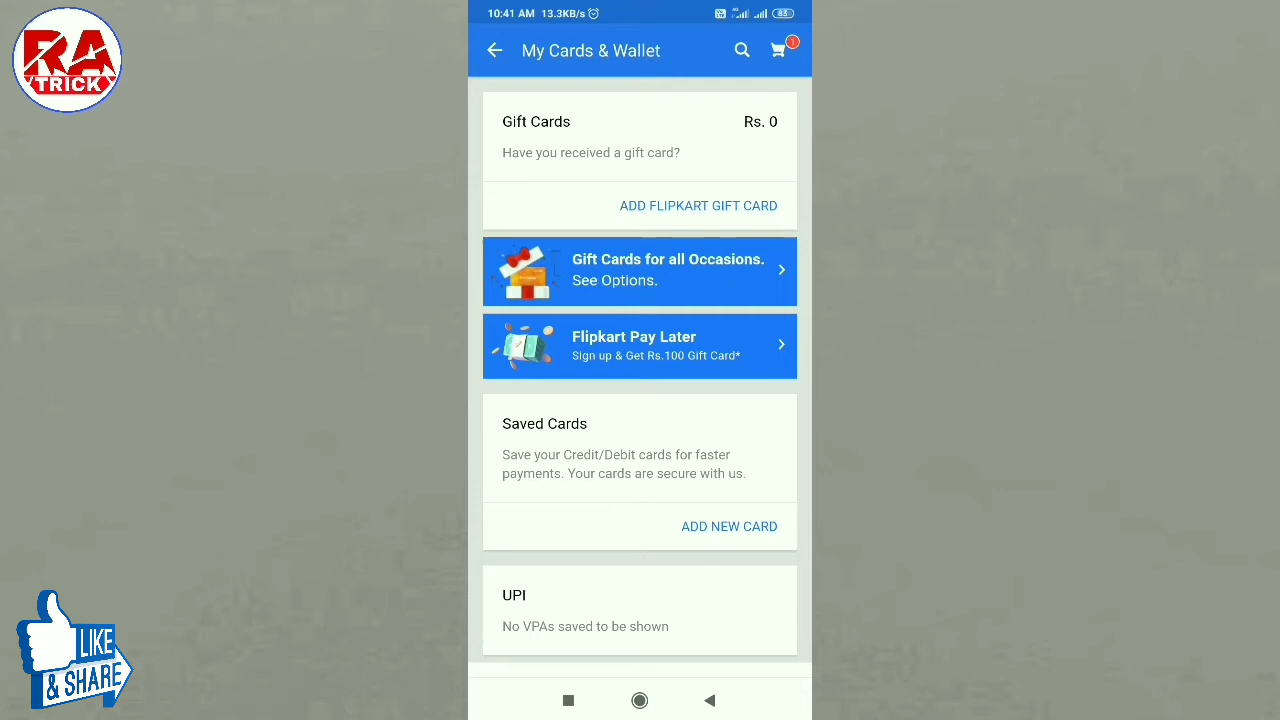 RA
TRICK
10:41 AM 13.3KB/s
4G
83
My Cards & Wallet
1
Gift Cards
Rs. 0
Have you received a gift card?
ADD FLIPKART GIFT CARD
Gift Cards for all Occasions.
See Options.
Flipkart Pay Later
Sign up & Get Rs.100 Gift Card*
Saved Cards
Save your Credit/Debit cards for faster
payments. Your cards are secure with us.
ADD NEW CARD
UPI
No VPAs saved to be shown
LIKE
& SHARE